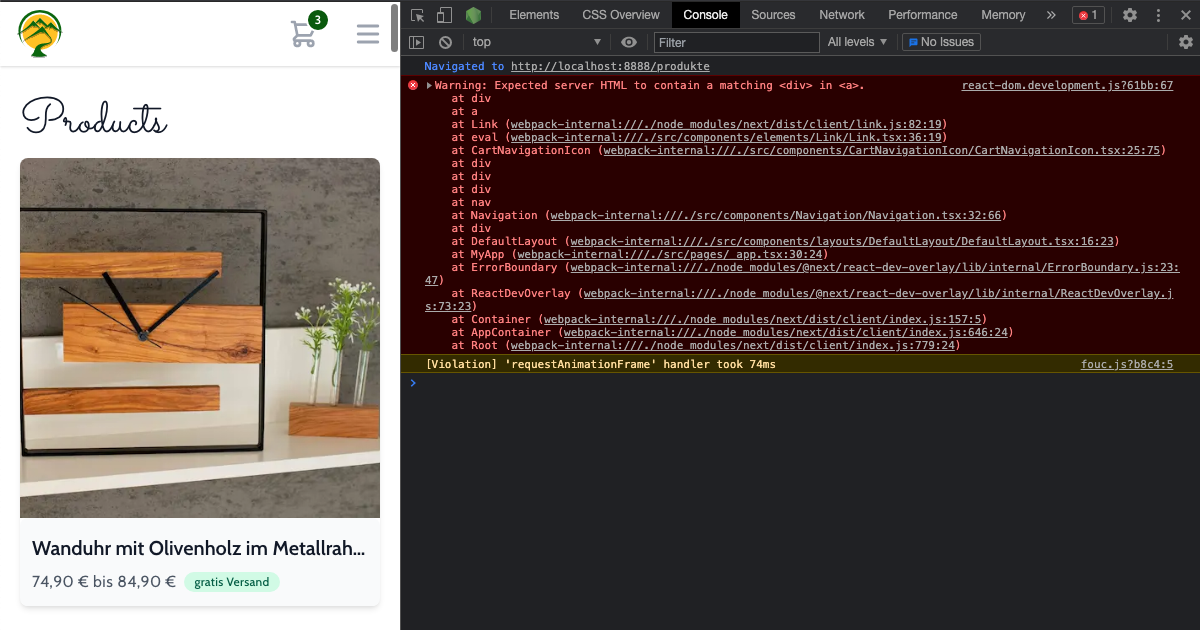 3
Products
Wanduhr mit Olivenholz im Metallrah...
74,90 € bis 84,90 €
gratis Versand
Elements
CSS Overview
Console
Sources
Network
Performance
Memory
»
1
top
Filter
All levels
No Issues
Navigated to http://localhost:8888/produkte
Warning: Expected server HTML to contain a matching <div> in <a>. react-dom.development.js?61bb:67
at div
at a
at Link (webpack-internal:///./node_modules/next/dist/client/link.js:82:19)
at eval (webpack-internal:///./src/components/elements/Link/Link.tsx:36:19)
at CartNavigationIcon (webpack-internal:///./src/components/CartNavigationIcon/CartNavigationIcon.tsx:25:75)
at div
at div
at div
at nav
at Navigation (webpack-internal:///./src/components/Navigation/Navigation.tsx:32:66)
at div
at DefaultLayout (webpack-internal:///./src/components/layouts/DefaultLayout/DefaultLayout.tsx:16:23)
at MyApp (webpack-internal:///./src/pages/_app.tsx:30:24)
at ErrorBoundary (webpack-internal:///./node_modules/@next/react-dev-overlay/lib/internal/ErrorBoundary.js:23:
47)
at ReactDevOverlay (webpack-internal:///./node_modules/@next/react-dev-overlay/lib/internal/ReactDevOverlay.j
s:73:23)
at Container (webpack-internal:///./node_modules/next/dist/client/index.js:157:5)
at AppContainer (webpack-internal:///./node_modules/next/dist/client/index.js:646:24)
at Root (webpack-internal:///./node_modules/next/dist/client/index.js:779:24)
[Violation] 'requestAnimationFrame' handler took 74ms fouc.js?b8c4:5